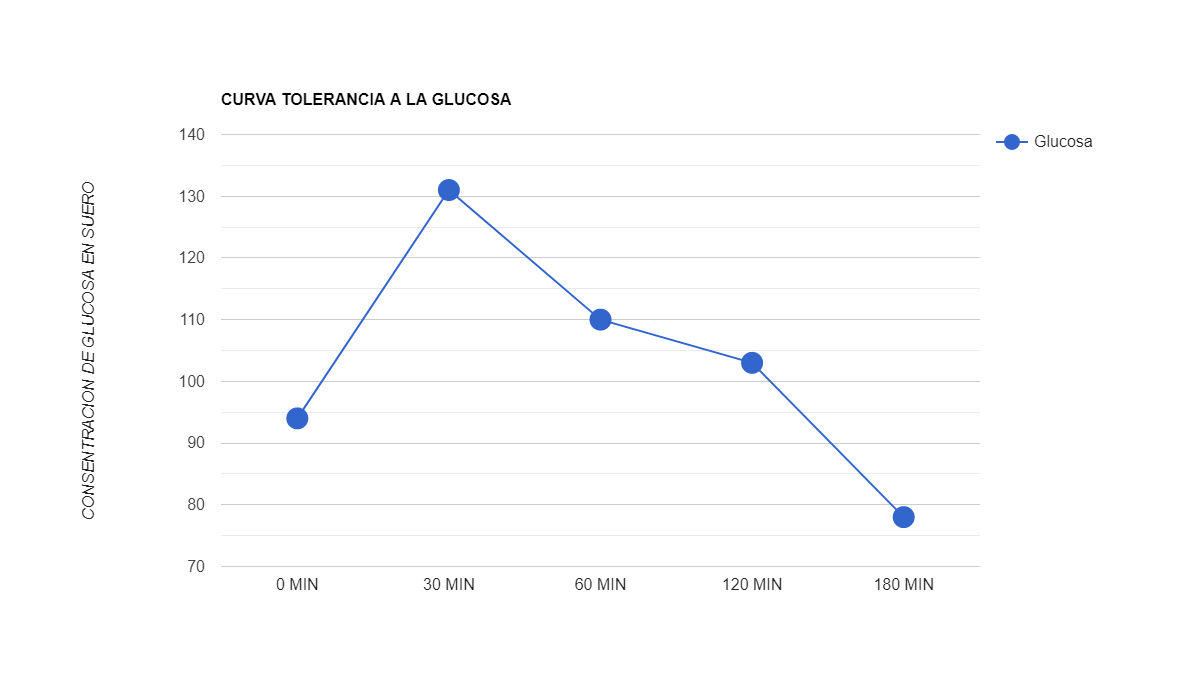 CURVA TOLERANCIA A LA GLUCOSA
Glucosa
CONSENTRACION DE GLUCOSA EN SUERO
140
130
120
110
100
90
80
70
0 MIN
30 MIN
60 MIN
120 MIN
180 MIN